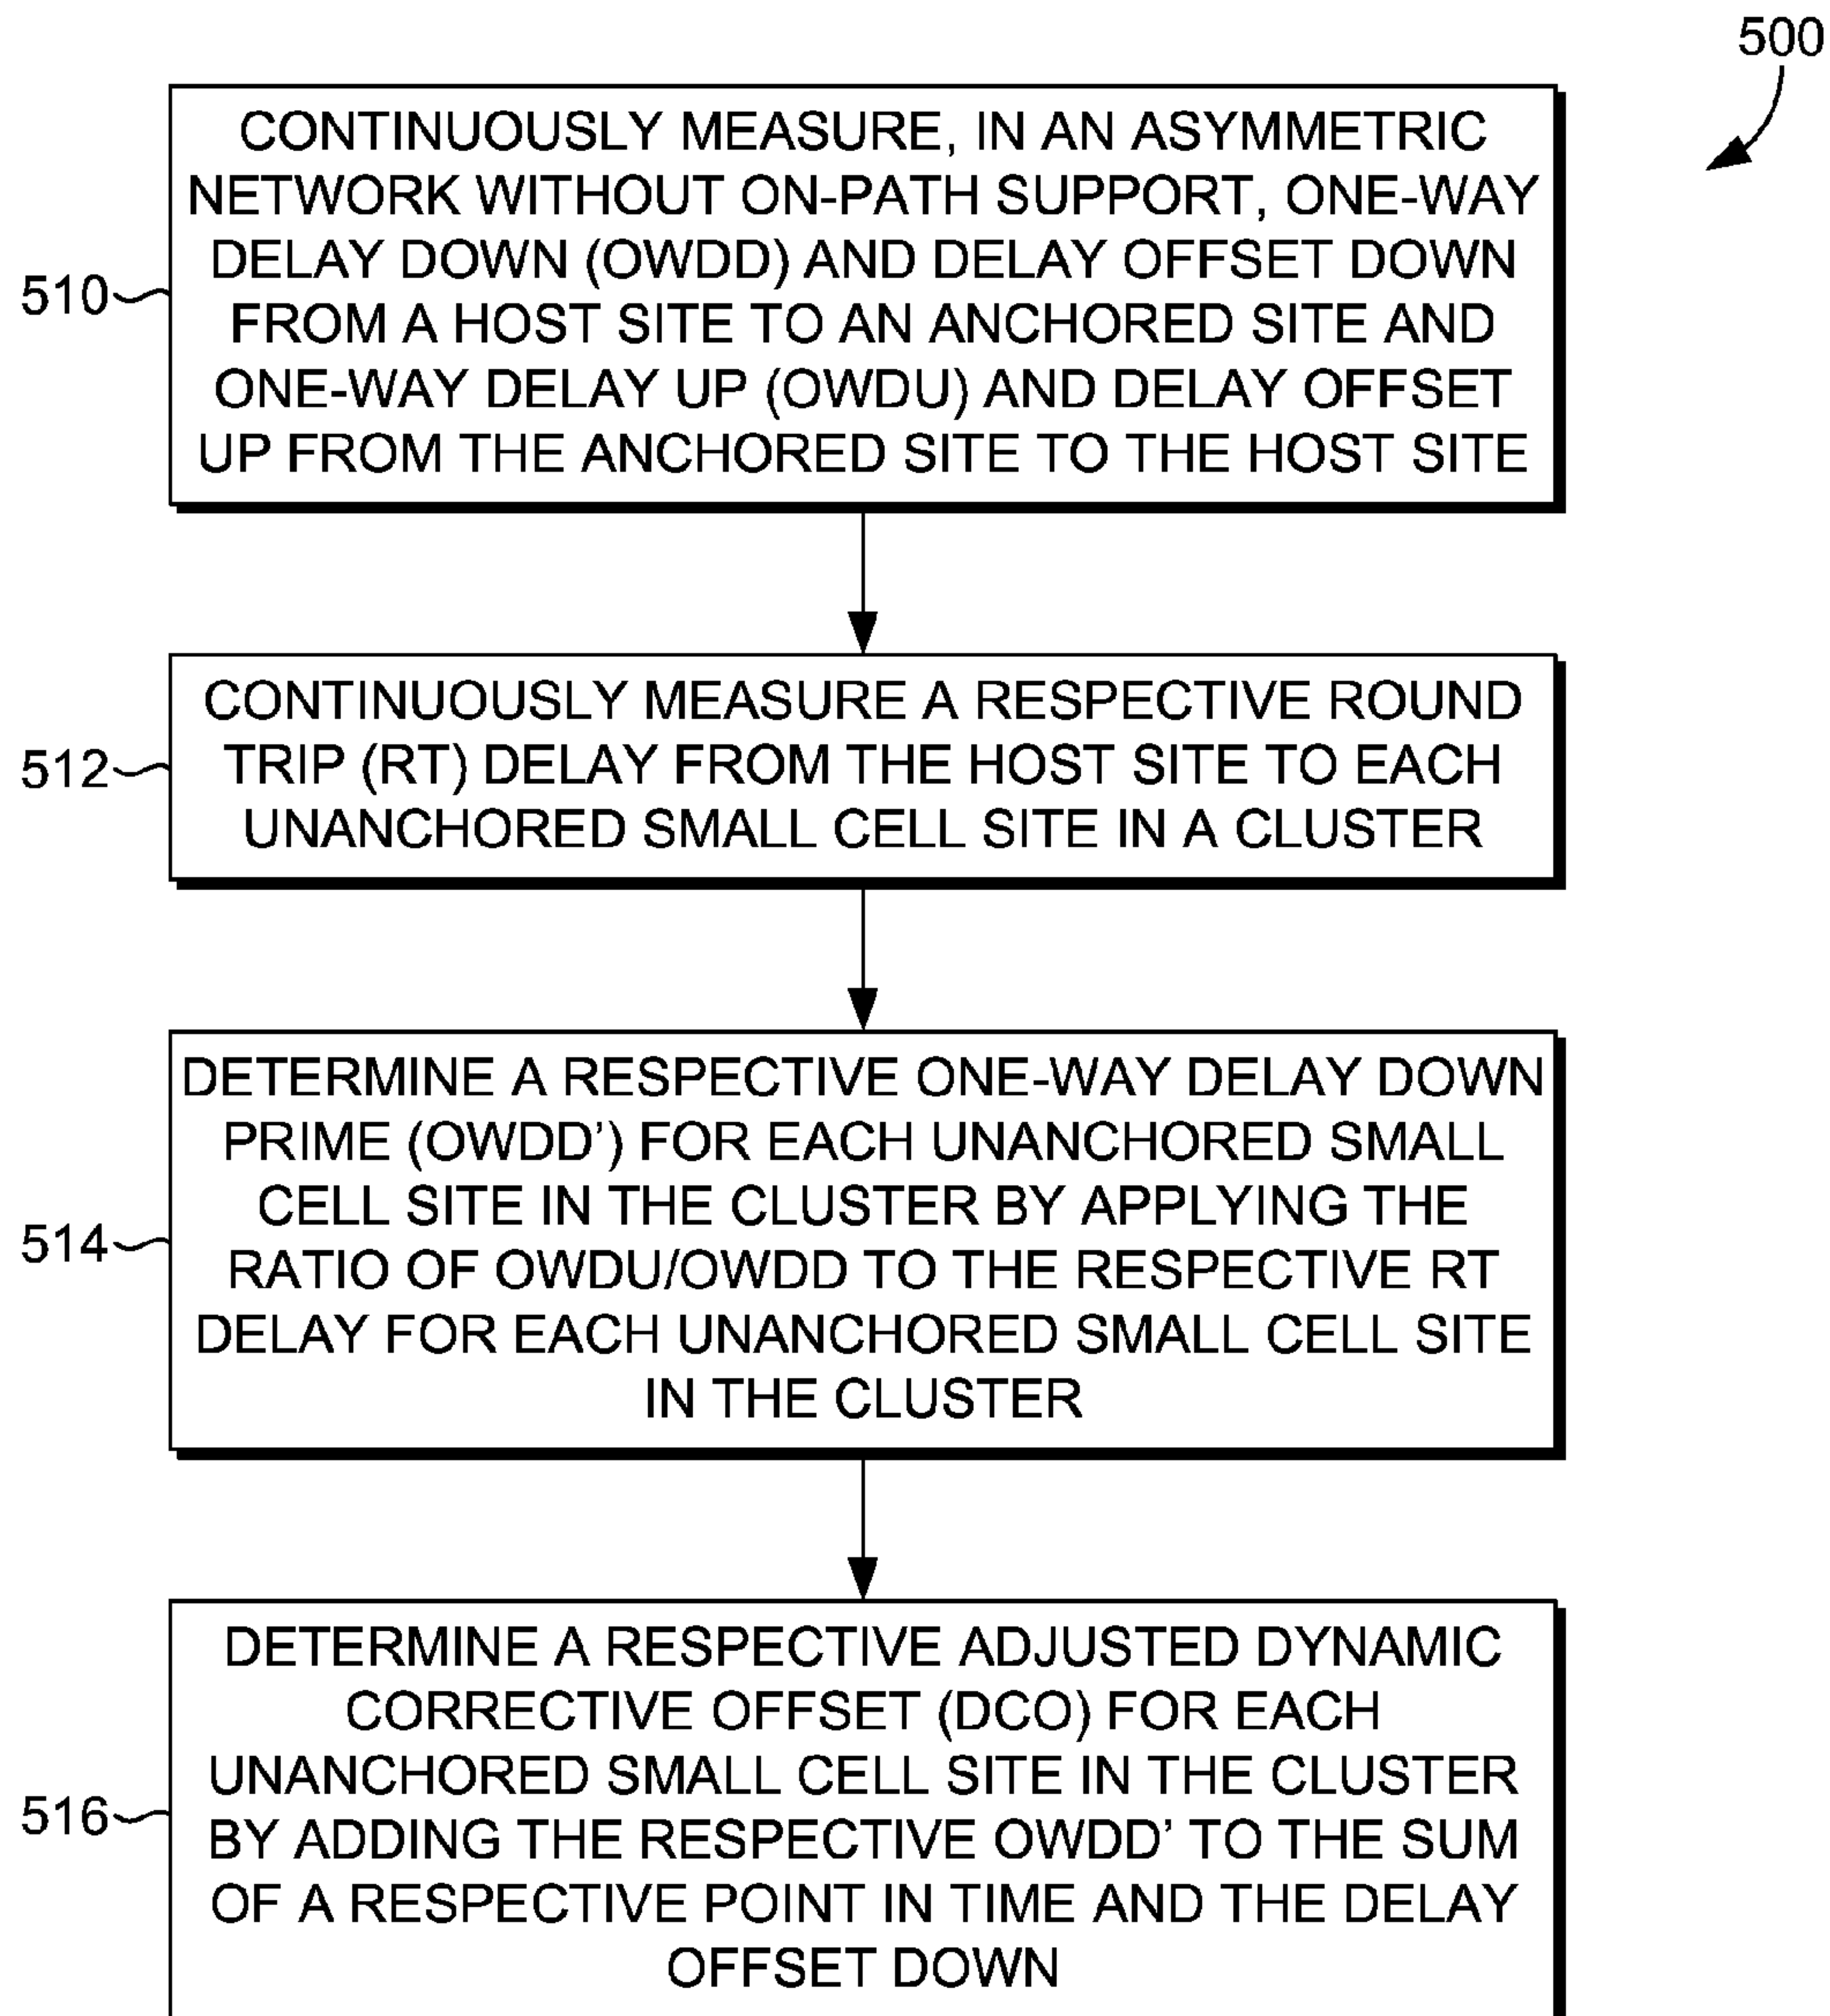 500
CONTINUOUSLY MEASURE, IN AN ASYMMETRIC
NETWORK WITHOUT ON-PATH SUPPORT, ONE-WAY
DELAY DOWN (OWDD) AND DELAY OFFSET DOWN
FROM A HOST SITE TO AN ANCHORED SITE AND
ONE-WAY DELAY UP (OWDU) AND DELAY OFFSET
UP FROM THE ANCHORED SITE TO THE HOST SITE
510
CONTINUOUSLY MEASURE A RESPECTIVE ROUND
TRIP (RT) DELAY FROM THE HOST SITE TO EACH
UNANCHORED SMALL CELL SITE IN A CLUSTER
512
DETERMINE A RESPECTIVE ONE-WAY DELAY DOWN
PRIME (OWDD’) FOR EACH UNANCHORED SMALL
CELL SITE IN THE CLUSTER BY APPLYING THE
RATIO OF OWDU/OWDD TO THE RESPECTIVE RT
DELAY FOR EACH UNANCHORED SMALL CELL SITE
IN THE CLUSTER
514
DETERMINE A RESPECTIVE ADJUSTED DYNAMIC
CORRECTIVE OFFSET (DCO) FOR EACH
UNANCHORED SMALL CELL SITE IN THE CLUSTER
BY ADDING THE RESPECTIVE OWDD’ TO THE SUM
OF A RESPECTIVE POINT IN TIME AND THE DELAY
OFFSET DOWN
516